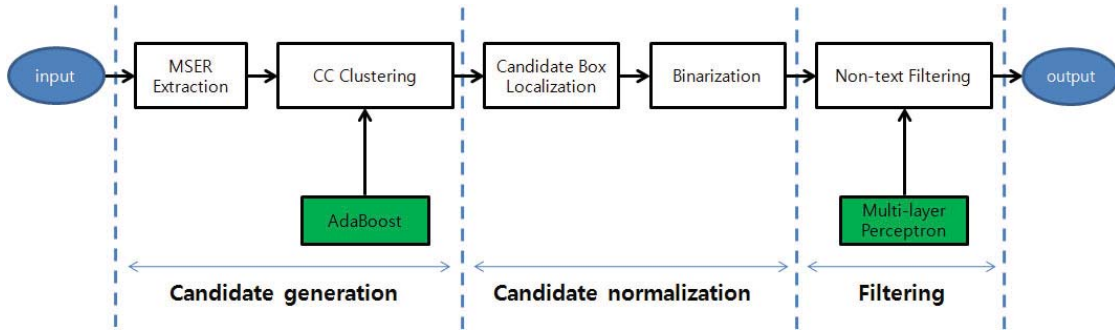 input
MSER
Extraction
CC Clustering
Candidate Box
Localization
Binarization
Non-text Filtering
output
AdaBoost
Multi-layer
Perceptron
Candidate generation
Candidate normalization
Filtering